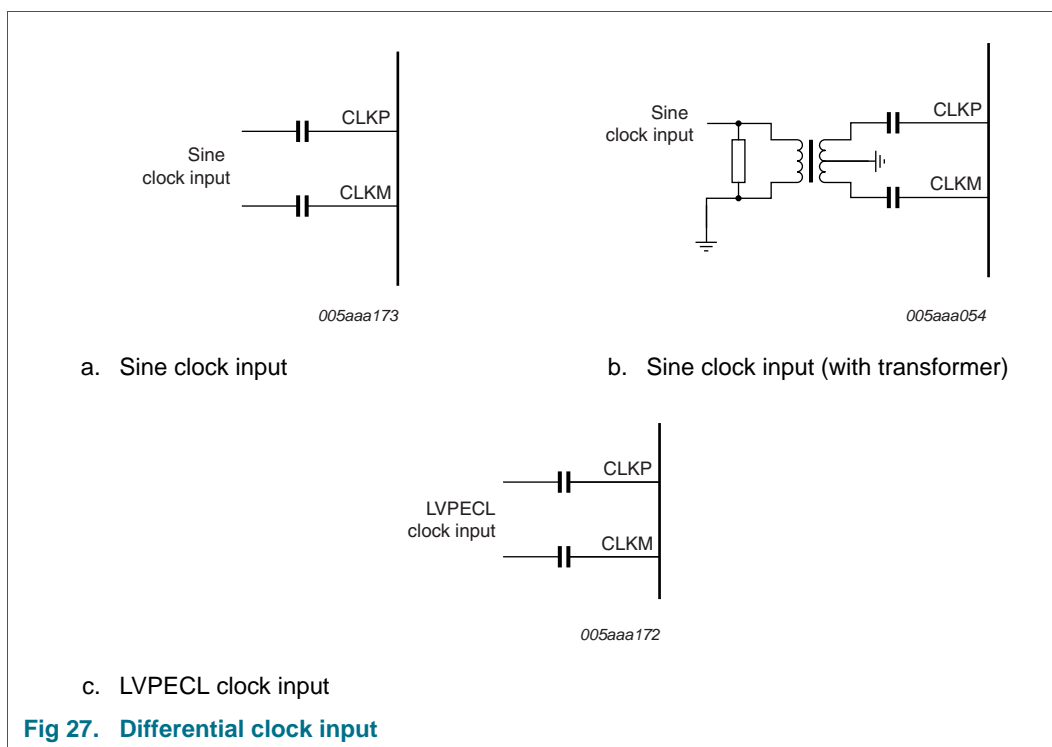 CLKP
Sine
clock input
CLKM
005aaa173
a. Sine clock input
Sine
clock input
CLKP
CLKM
005aaa054
b. Sine clock input (with transformer)
CLKP
LVPECL
clock input
CLKM
005aaa172
c. LVPECL clock input
Fig 27. Differential clock input